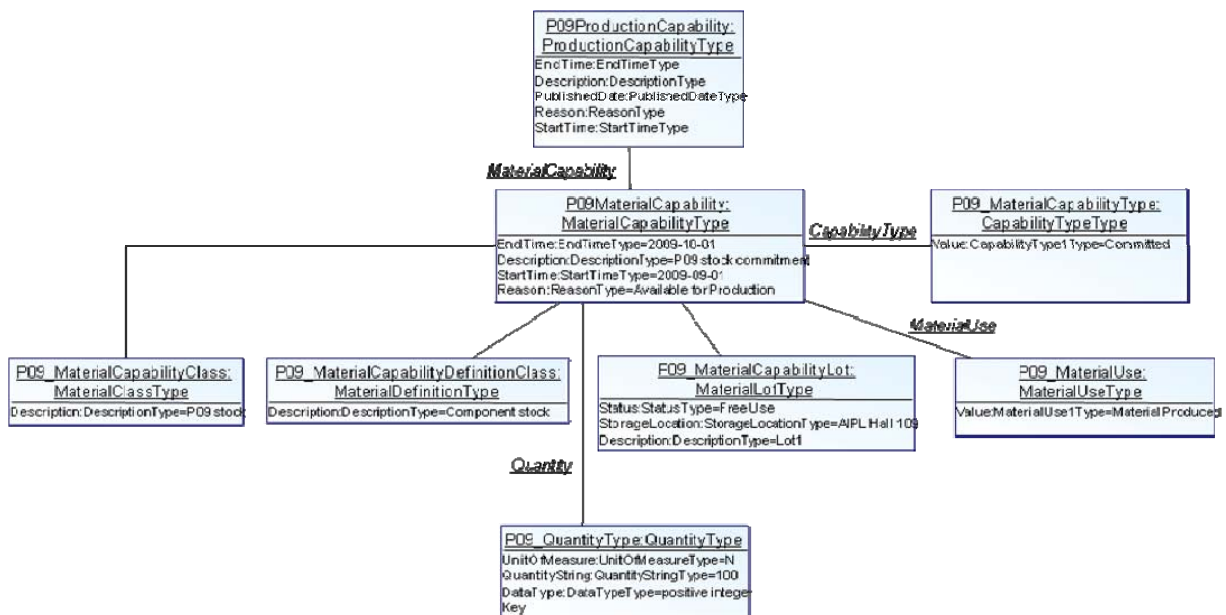 P09ProductionCapability:
ProductionCapabilityType
EndTime:EndTimeType
Description:DescriptionType
PublishedDate:PublishedDateType
Reason:ReasonType
StartTime:StartTimeType
MaterialCapability
P09MaterialCapability:
MaterialCapabilityType
EndTime:EndTimeType=2009-10-01
Description:DescriptionType=P09 stock commitment
StartTime:StartTimeType=2009-09-01
Reason:ReasonType=Available for Production
CapabilityType
P09_MaterialCapabilityType:
CapabilityTypeType
Value:CapabilityType1Type=Committed
MaterialUse
P09_MaterialCapabilityClass:
MaterialClassType
Description:DescriptionType=P09 stock
P09_MaterialCapabilityDefinitionClass:
MaterialDefinitionType
Description:DescriptionType=Component stock
P09_MaterialCapabilityLot:
MaterialLotType
Status:StatusType=FreeUse
StorageLocation:StorageLocationType=AIPL Hall 109
Description:DescriptionType=Lot1
P09_MaterialUse:
MaterialUseType
Value:MaterialUse1Type=Material Produced
Quantity
P09_QuantityType:QuantityType
UnitOfMeasure:UnitOfMeasureType=N
QuantityString:QuantityStringType=100
DataType:DataTypeType=positive integer
Key